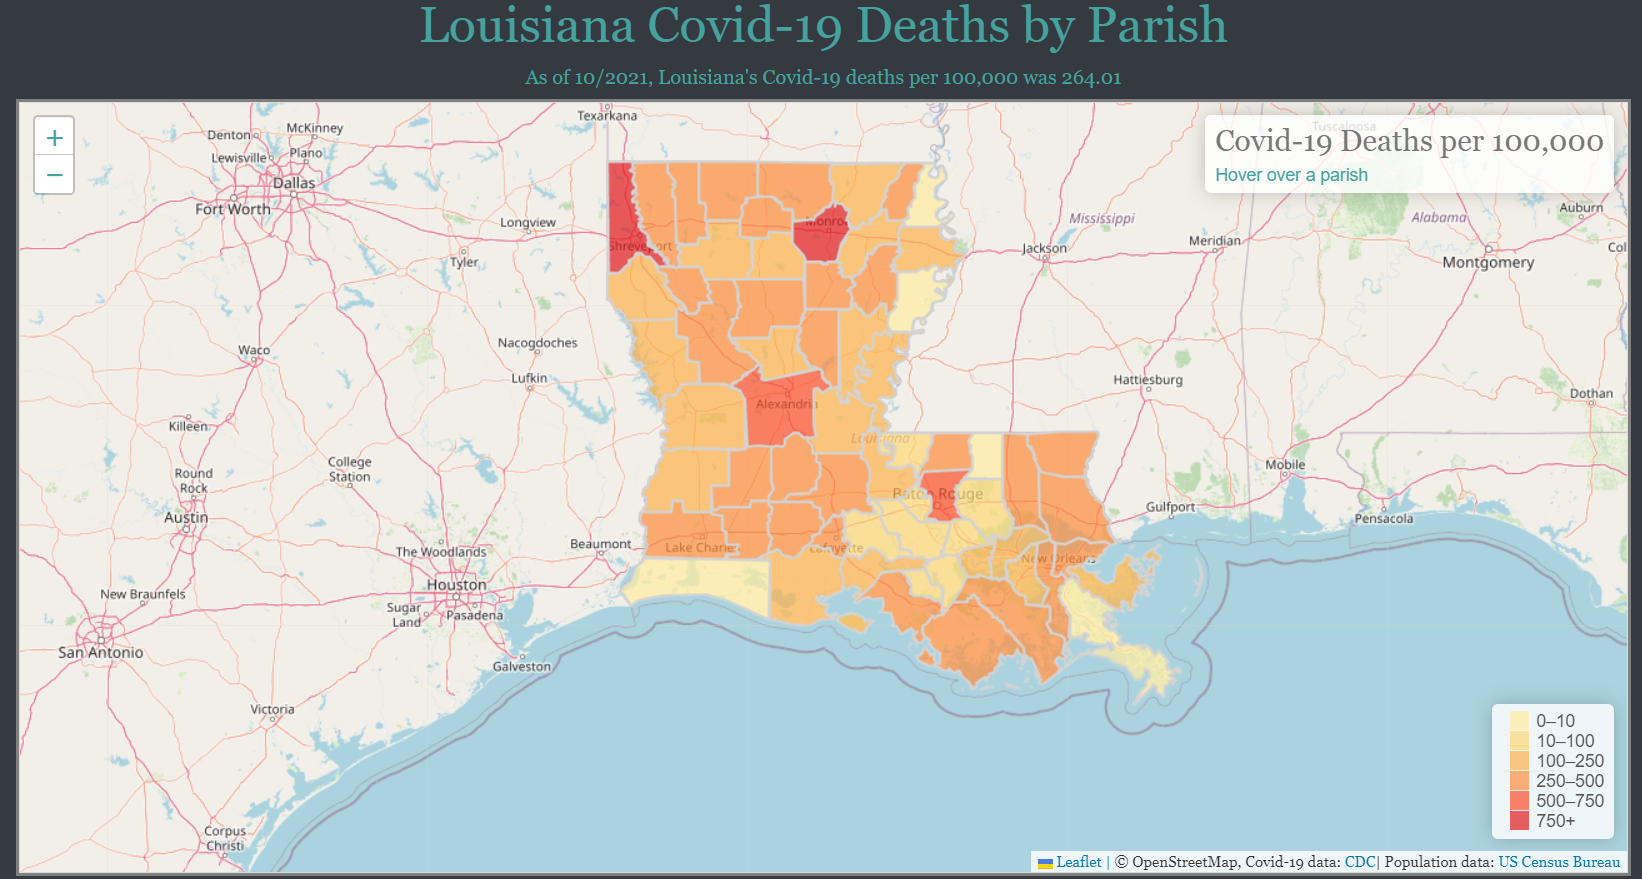 Louisiana Covid-19 Deaths by Parish
As of 10/2021, Louisiana's Covid-19 deaths per 100,000 was 264.01
+
−
Covid-19 Deaths per 100,000
Hover over a parish
Texarkana
Tuscaloosa
Denton
McKinney
Lewisville
Plano
Dallas
Fort Worth
Longview
Tyler
Shreveport
Monro
Mississippi
Alabama
Auburn
Jackson
Meridian
Col
Montgomery
Waco
Nacogdoches
Lufkin
Hattiesburg
Dothan
Alexandri
Killeen
Louisiana
College
Station
Round
Rock
Baton Rouge
Mobile
Austin
Gulfport
Pensacola
The Woodlands
Beaumont
Lake Charle
Lafayette
New Orleans
Houston
New Braunfels
Sugar
Land
Pasadena
San Antonio
Galveston
Victoria
Corpus
Christi
0–10
10–100
100–250
250–500
500–750
750+
Leaflet | © OpenStreetMap, Covid-19 data: CDC| Population data: US Census Bureau